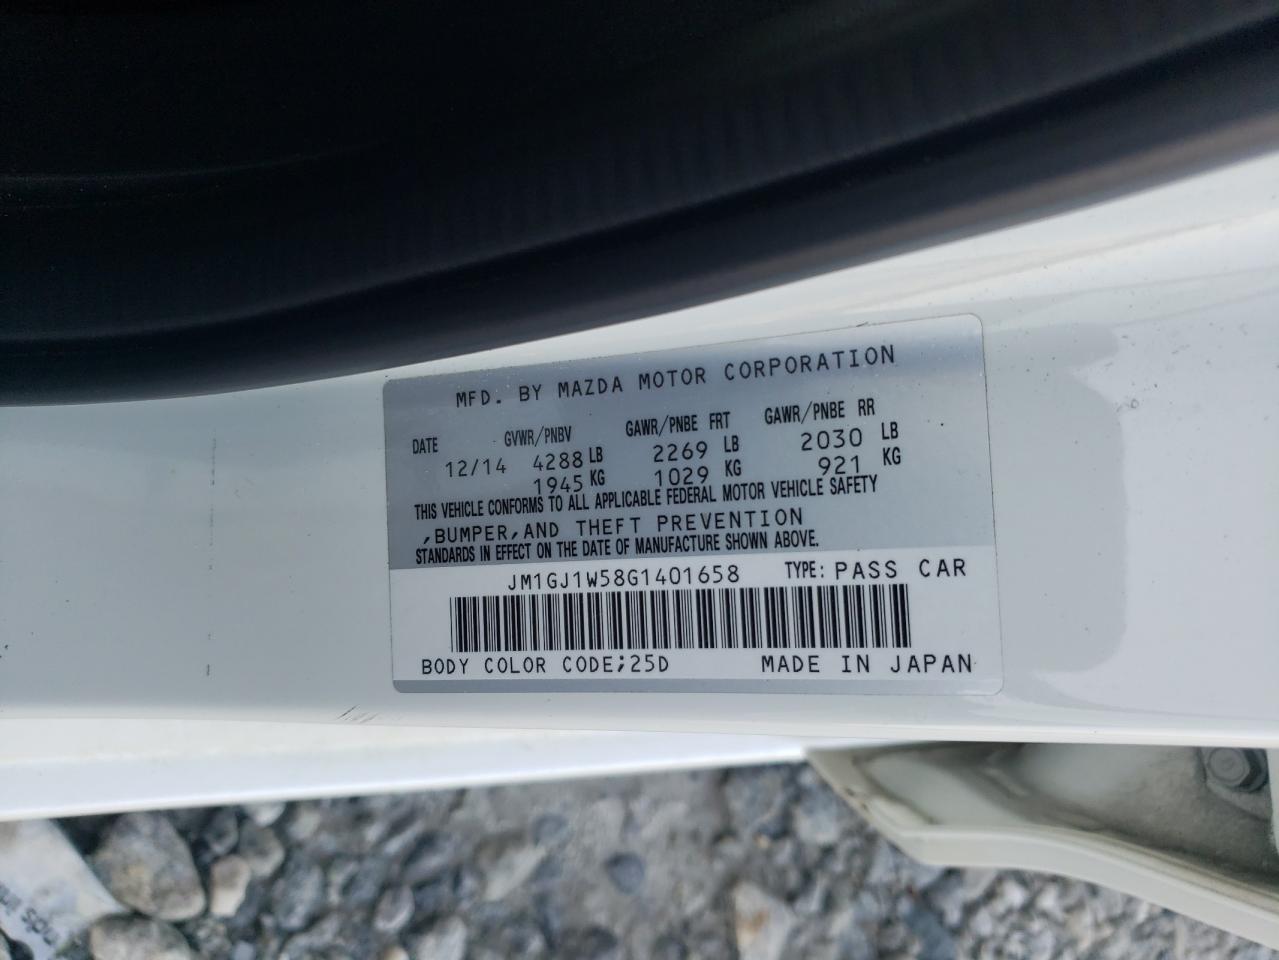 MFD. BY MAZDA MOTOR CORPORATION
DATE GVWR/PNBV GAWR/PNBE FRT GAWR/PNBE RR
12/14 4288 LB 2269 LB 2030 LB
1945 KG 1029 KG 921 KG
THIS VEHICLE CONFORMS TO ALL APPLICABLE FEDERAL MOTOR VEHICLE SAFETY
,BUMPER,AND THEFT PREVENTION
STANDARDS IN EFFECT ON THE DATE OF MANUFACTURE SHOWN ABOVE.
JM1GJ1W58G1401658 TYPE: PASS CAR
BODY COLOR CODE;25D MADE IN JAPAN